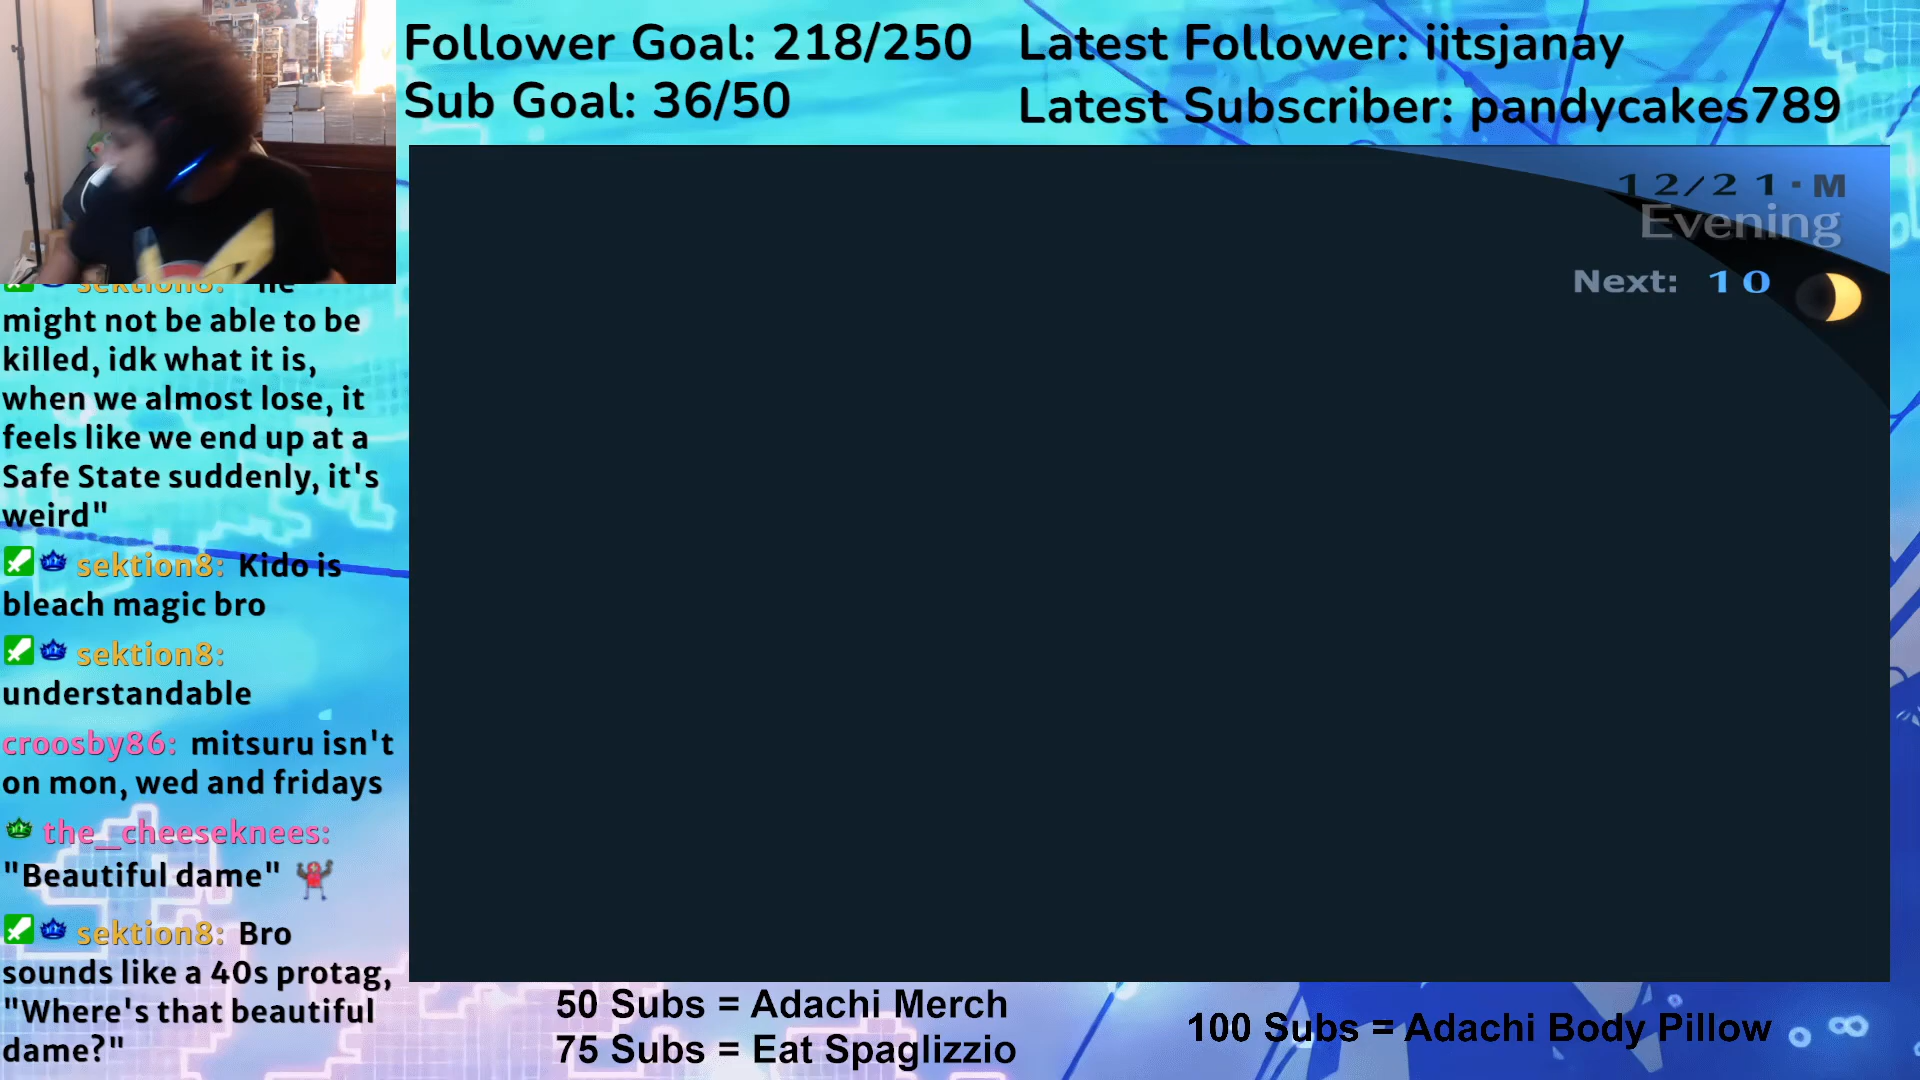 Follower Goal: 218/250
Sub Goal: 36/50
Latest Follower: iitsjanay
Latest Subscriber: pandycakes789
12/21·M
Evening
Next: 10
sektion8: "he
might not be able to be
killed, idk what it is,
when we almost lose, it
feels like we end up at a
Safe State suddenly, it's
weird"
sektion8: Kido is
bleach magic bro
sektion8:
understandable
croosby86: mitsuru isn't
on mon, wed and fridays
the__cheeseknees:
"Beautiful dame"
sektion8: Bro
sounds like a 40s protag,
"Where's that beautiful
dame?"
50 Subs = Adachi Merch
75 Subs = Eat Spaglizzio
100 Subs = Adachi Body Pillow